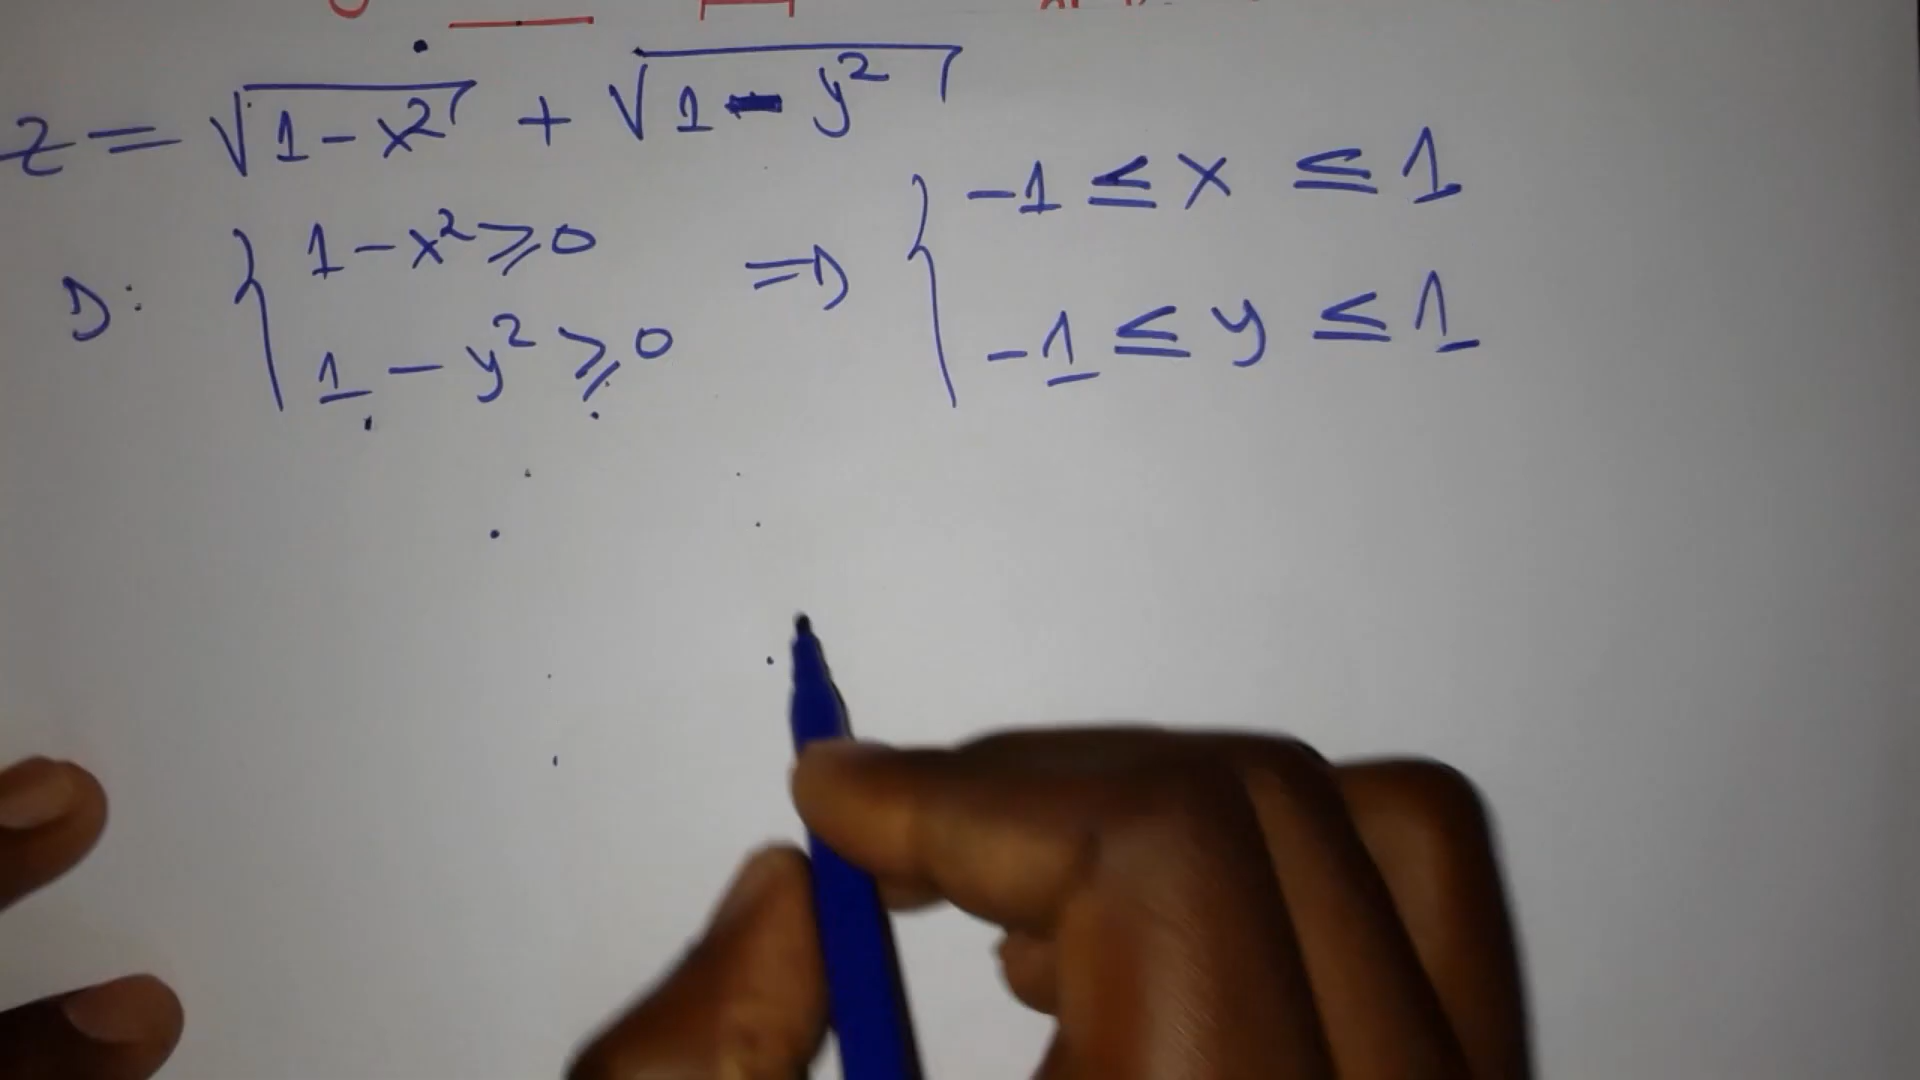 z = √(1-x²) + √(1-y²)
D: { 1-x² ≥ 0 ⇒ { -1 ≤ x ≤ 1
1-y² ≥ 0 -1 ≤ y ≤ 1